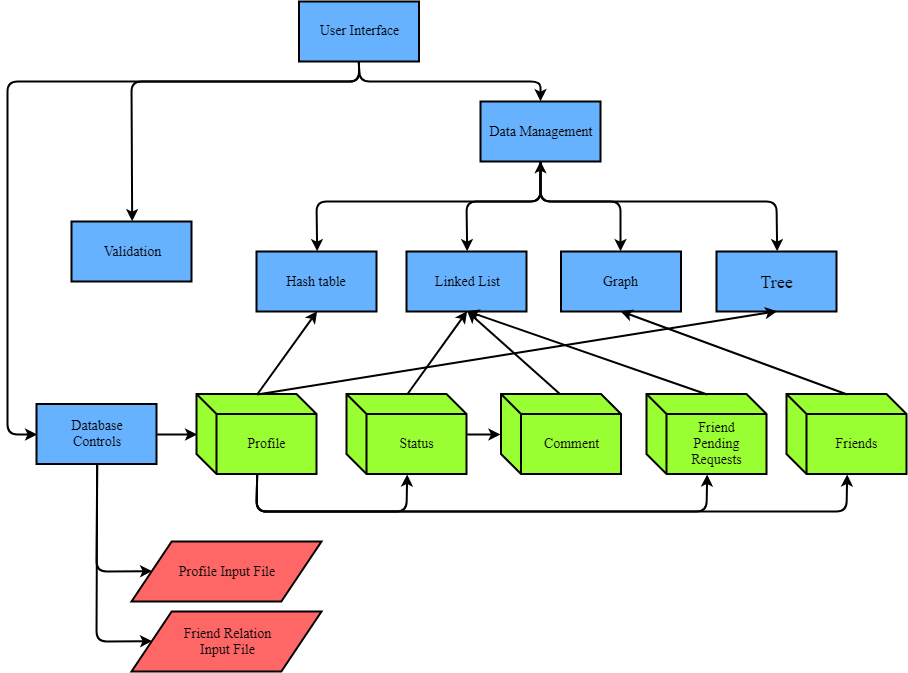 User Interface
Data Management
Validation
Hash table
Linked List
Graph
Tree
Database
Controls
Profile
Status
Comment
Friend
Pending
Requests
Friends
Profile Input File
Friend Relation
Input File